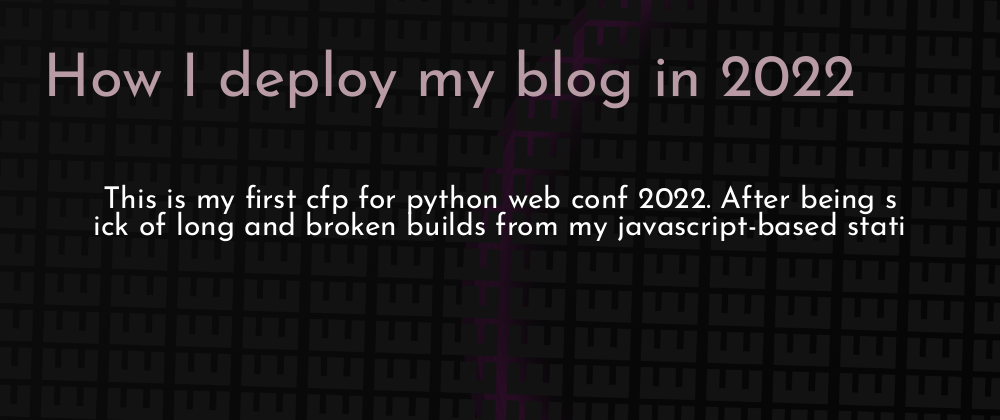 How I deploy my blog in 2022
This is my first cfp for python web conf 2022. After being s
ick of long and broken builds from my javascript-based stati